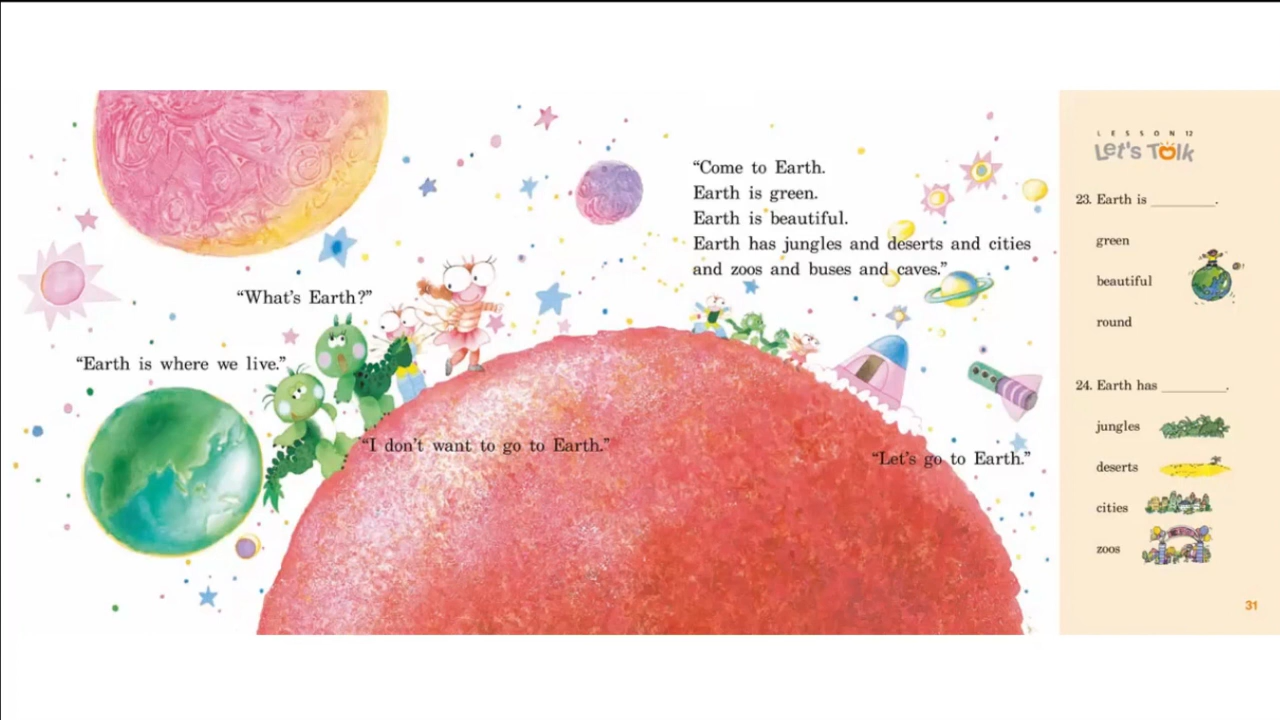 "What's Earth?"
"Earth is where we live."
"I don't want to go to Earth."
"Come to Earth.
Earth is green.
Earth is beautiful.
Earth has jungles and deserts and cities
and zoos and buses and caves."
"Let's go to Earth."
LESSON 12
Let's Talk
23. Earth is __________.
green
beautiful
round
24. Earth has __________.
jungles
deserts
cities
zoos
31